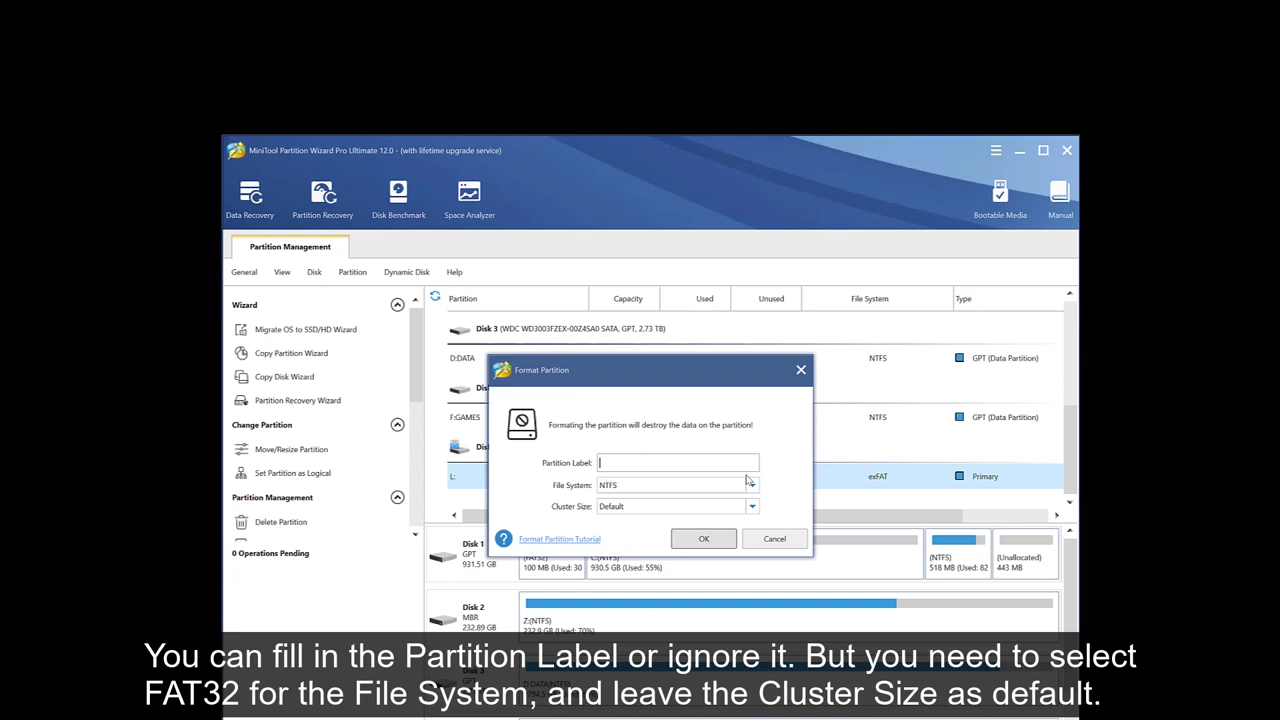 MiniTool Partition Wizard Pro Ultimate 12.0 - (with lifetime upgrade service)
Data Recovery Partition Recovery Disk Benchmark Space Analyzer Bootable Media Manual
Partition Management
General View Disk Partition Dynamic Disk Help
Wizard
Migrate OS to SSD/HD Wizard
Copy Partition Wizard
Copy Disk Wizard
Partition Recovery Wizard
Change Partition
Move/Resize Partition
Set Partition as Logical
Partition Management
Delete Partition
0 Operations Pending
Partition Capacity Used Unused File System Type
Disk 3 (WDC WD3003FZEX-00Z4SA0 SATA, GPT, 2.73 TB)
D:DATA NTFS GPT (Data Partition)
F:GAMES NTFS GPT (Data Partition)
L: exFAT Primary
Format Partition
Formating the partition will destroy the data on the partition!
Partition Label:
File System: NTFS
Cluster Size: Default
Format Partition Tutorial OK Cancel
Disk 1
GPT
931.51 GB
(FAT32)
100 MB (Used: 30
C:(NTFS)
930.5 GB (Used: 55%)
(NTFS)
518 MB (Used: 82
(Unallocated)
443 MB
Disk 2
MBR
232.89 GB
Z:(NTFS)
232.9 GB (Used: 70%)
You can fill in the Partition Label or ignore it. But you need to select
FAT32 for the File System, and leave the Cluster Size as default.